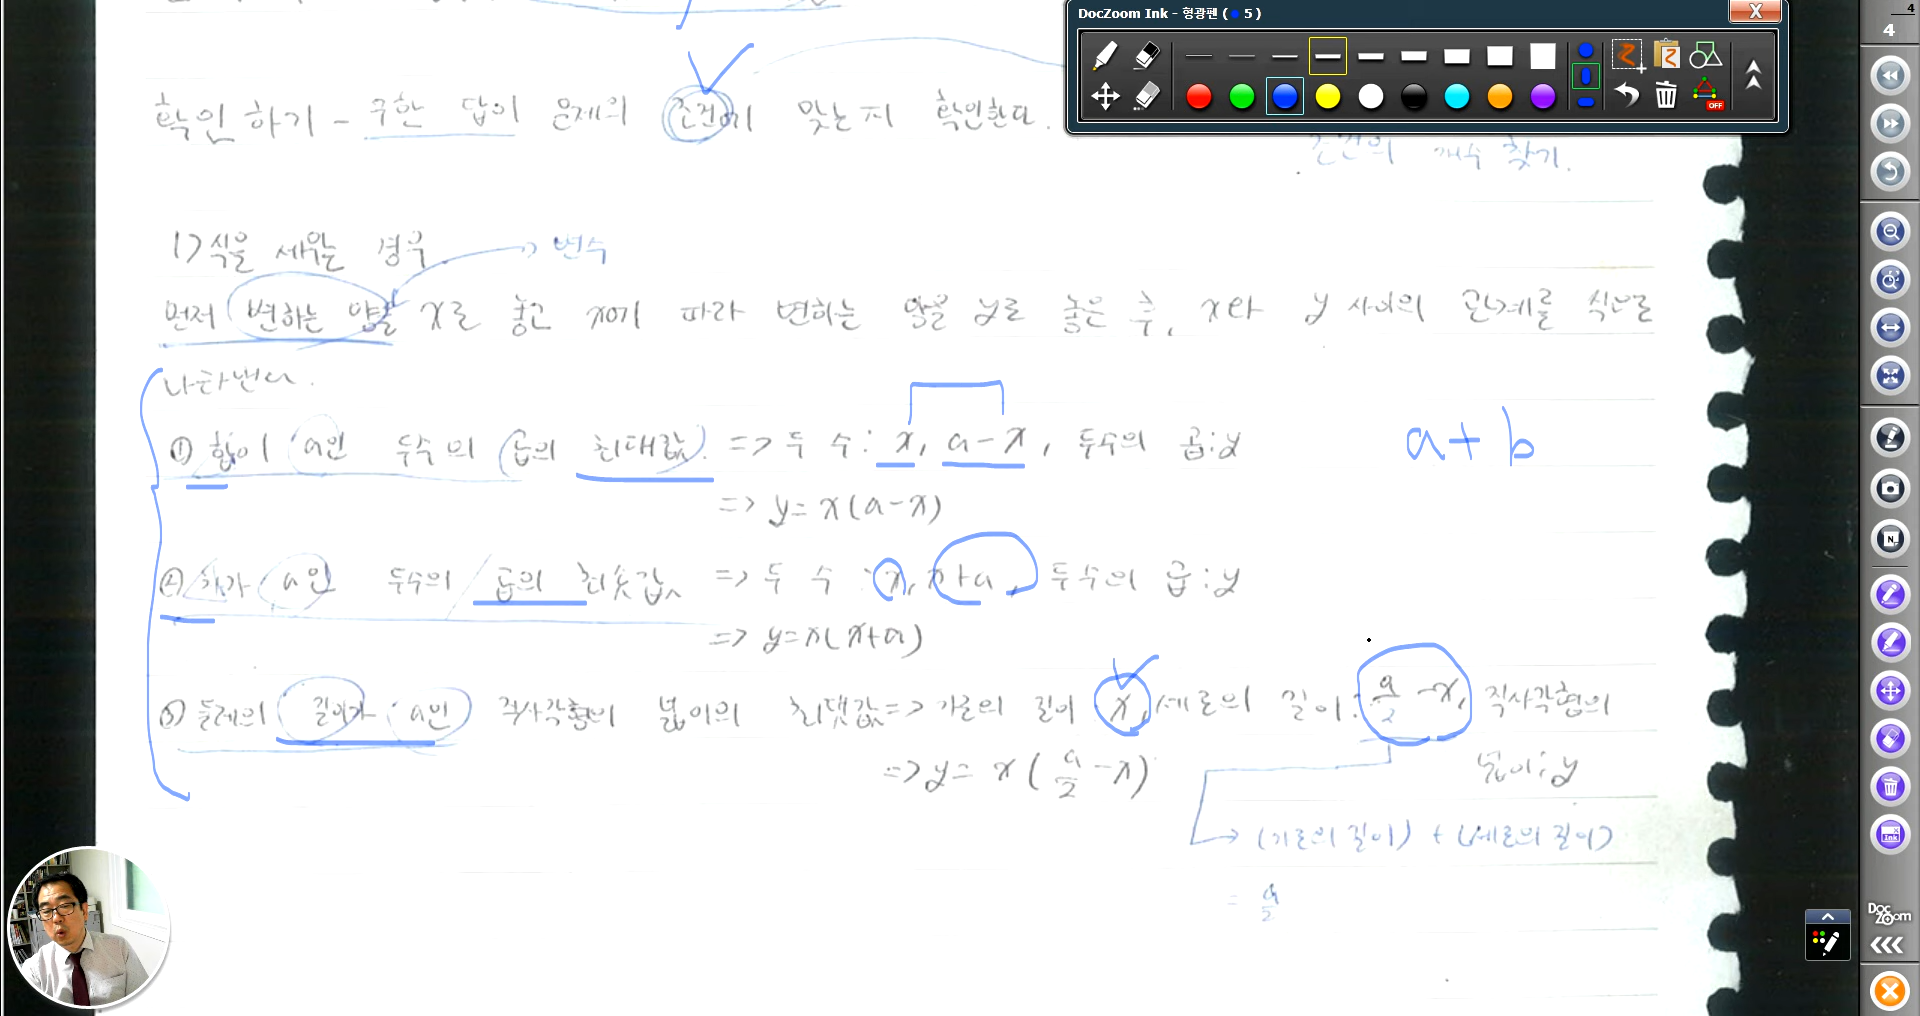 DocZoom Ink - 형광펜 ( 5 )
4
4
확인하기 - 구한 답이 문제의 조건에 맞는지 확인한다.
조건의 개수 찾기.
1) 식을 세우는 경우. → 변수
먼저 변하는 양을 x로 놓고 x에 따라 변하는 양을 y로 놓은 후, x와 y 사이의 관계를 식으로
나타낸다.
① 합이 a인 두수의 곱의 최대값. => 두 수 : x, a-x, 두수의 곱:y
a+b
=> y= x(a-x)
② 차가 a인 두수의 곱의 최솟값 => 두 수 : x, x+a, 두수의 곱:y
=> y=x(x+a)
③ 둘레의 길이가 a인 직사각형의 넓이의 최댓값 => 가로의 길이 x, 세로의 길이: a/2 -x, 직사각형의
넓이:y
=> y= x(a/2 -x)
→ (가로의 길이) + (세로의 길이)
= a/2
OFF
N
Ink
Doc Zoom